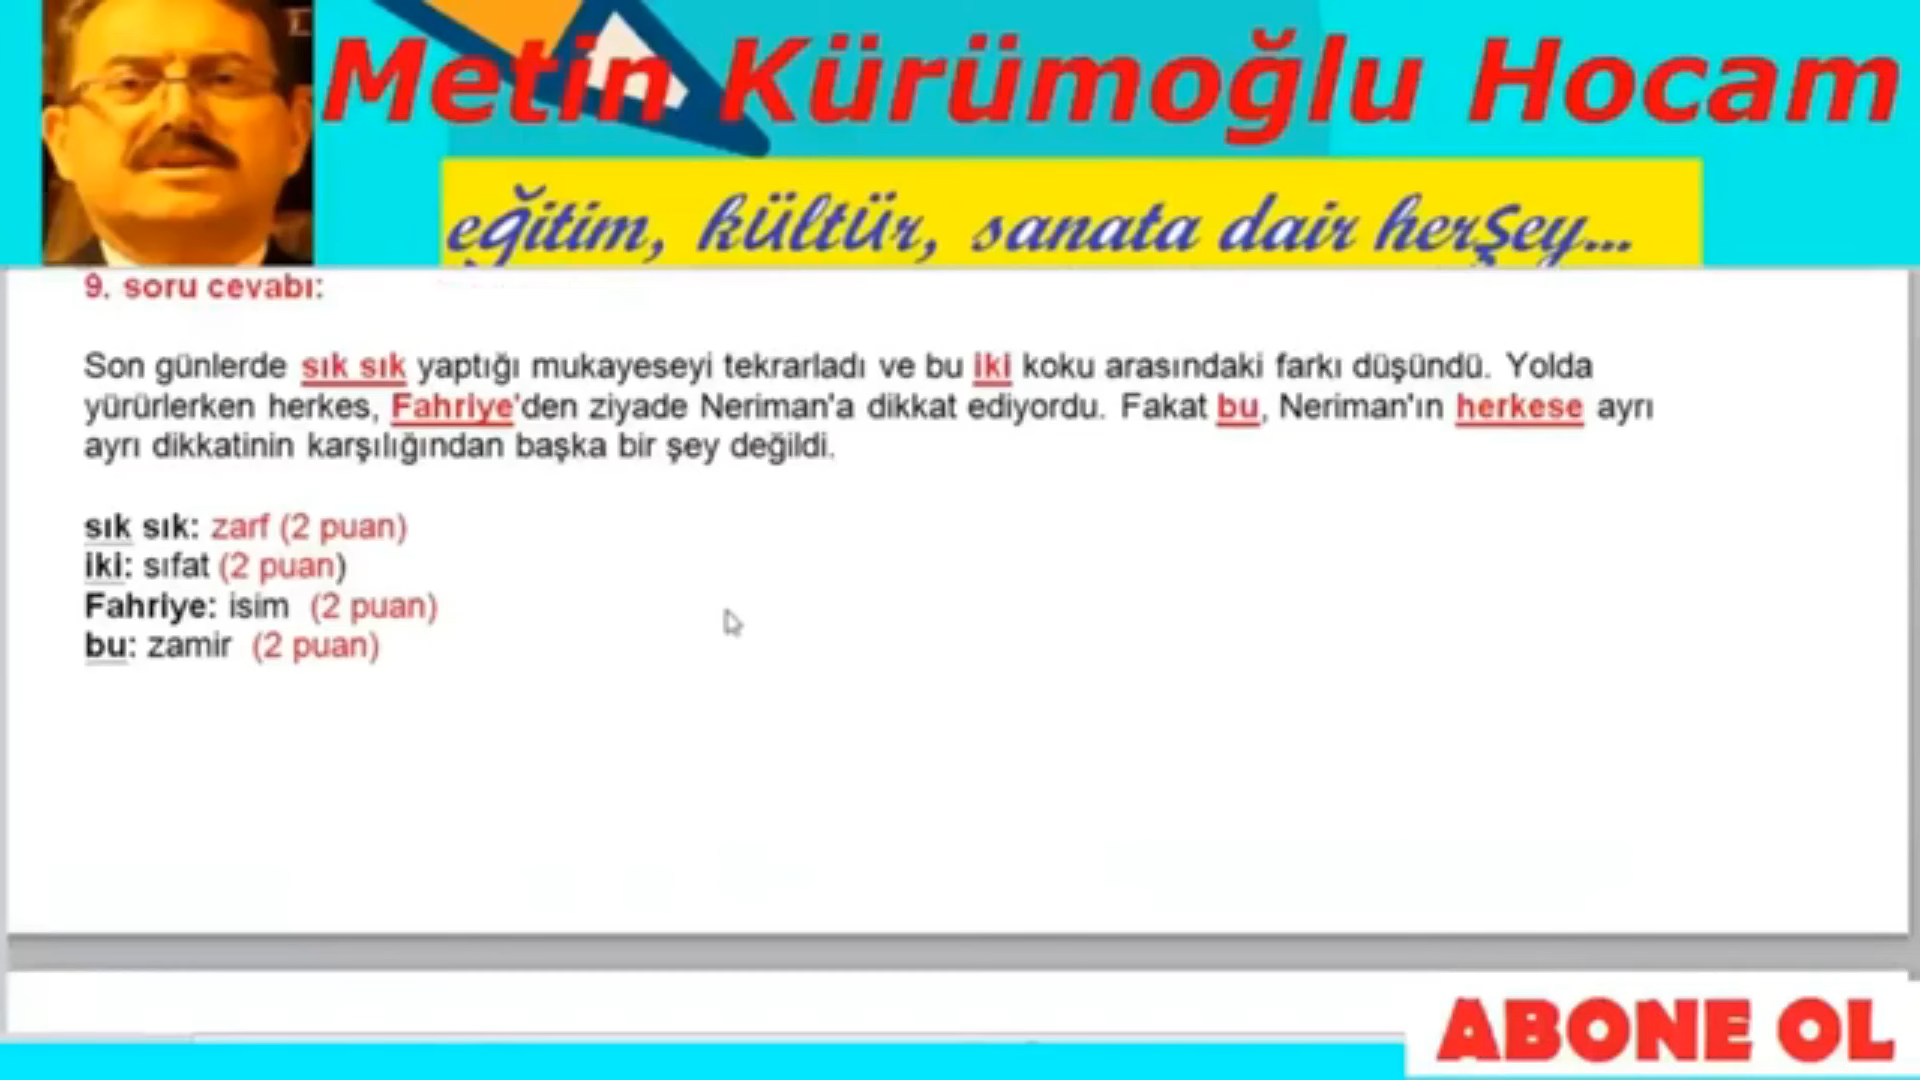 Metin Kürümoğlu Hocam
eğitim, kültür, sanata dair herşey...
9. soru cevabı:
Son günlerde sık sık yaptığı mukayeseyi tekrarladı ve bu iki koku arasındaki farkı düşündü. Yolda
yürürlerken herkes, Fahriye'den ziyade Neriman'a dikkat ediyordu. Fakat bu, Neriman'ın herkese ayrı
ayrı dikkatinin karşılığından başka bir şey değildi.
sık sık: zarf (2 puan)
iki: sıfat (2 puan)
Fahriye: isim (2 puan)
bu: zamir (2 puan)
ABONE OL